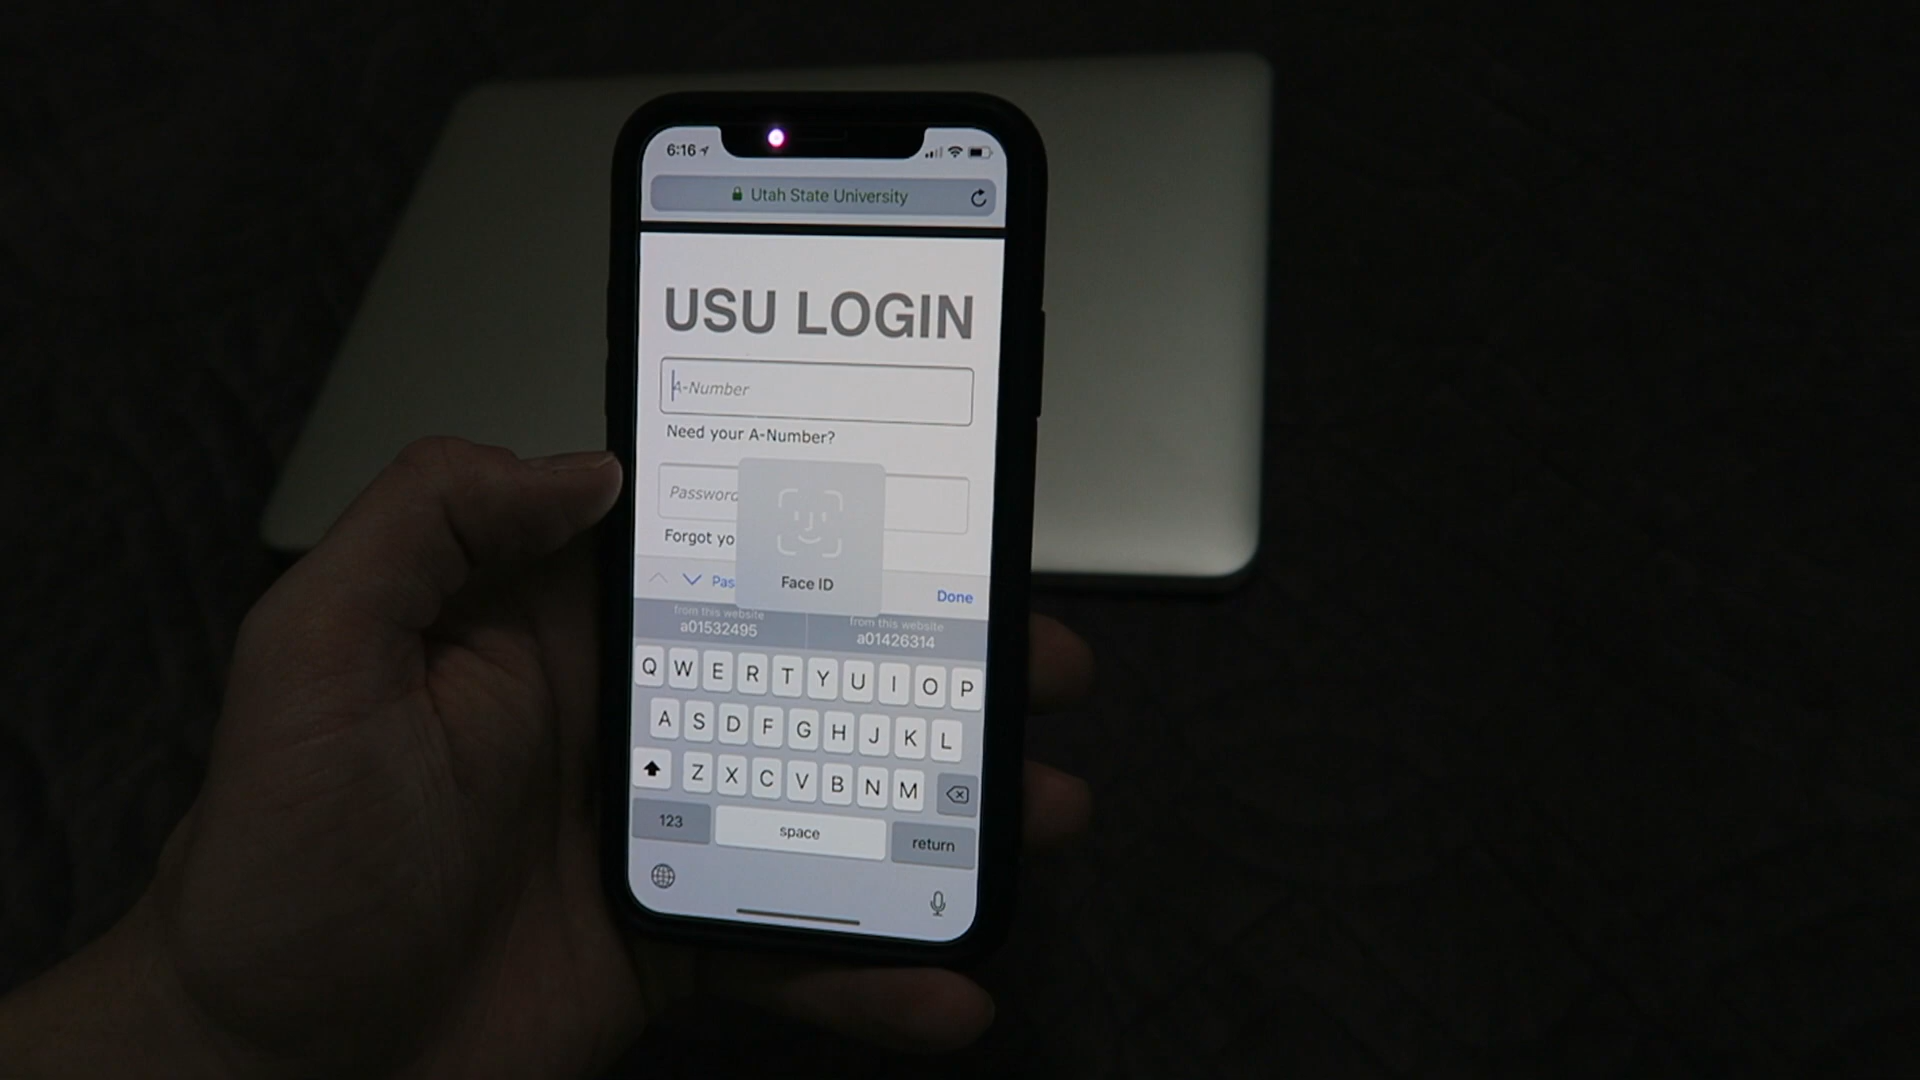 6:16
Utah State University
USU LOGIN
A-Number
Need your A-Number?
Password
Forgot yo
Pas
Face ID
Done
from this website
a01532495
from this website
a01426314
Q W E R T Y U I O P
A S D F G H J K L
Z X C V B N M
123
space
return